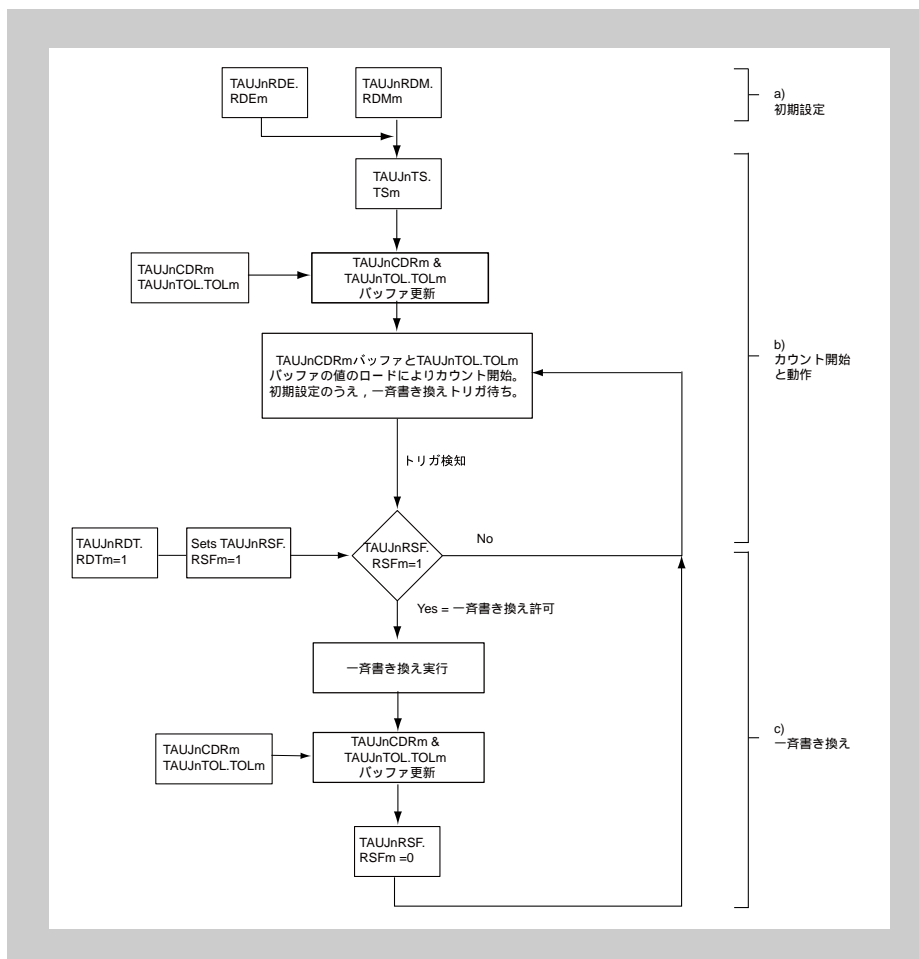 TAUJnRDE.
RDEm
TAUJnRDM.
RDMm
a)
初期設定
TAUJnTS.
TSm
TAUJnCDRm
TAUJnTOL.TOLm
TAUJnCDRm &
TAUJnTOL.TOLm
バッファ更新
TAUJnCDRmバッファとTAUJnTOL.TOLm
バッファの値のロードによりカウント開始。
初期設定のうえ，一斉書き換えトリガ待ち。
b)
カウント開始
と動作
トリガ検知
TAUJnRDT.
RDTm=1
Sets TAUJnRSF.
RSFm=1
TAUJnRSF.
RSFm=1
No
Yes = 一斉書き換え許可
一斉書き換え実行
c)
一斉書き換え
TAUJnCDRm
TAUJnTOL.TOLm
TAUJnCDRm &
TAUJnTOL.TOLm
バッファ更新
TAUJnRSF.
RSFm =0